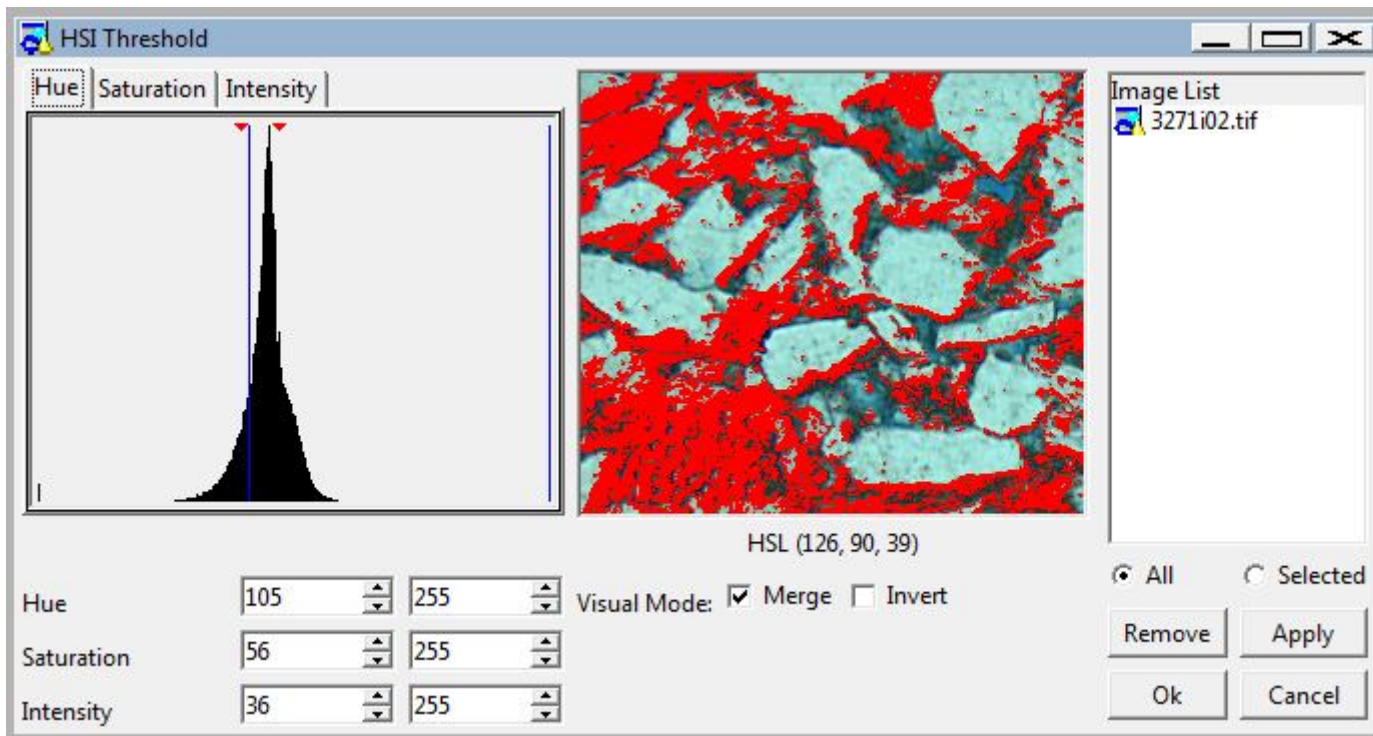 HSI Threshold
Hue Saturation Intensity
Image List
3271i02.tif
HSL (126, 90, 39)
All Selected
Hue 105 255 Visual Mode: Merge Invert
Remove Apply
Saturation 56 255
Ok Cancel
Intensity 36 255